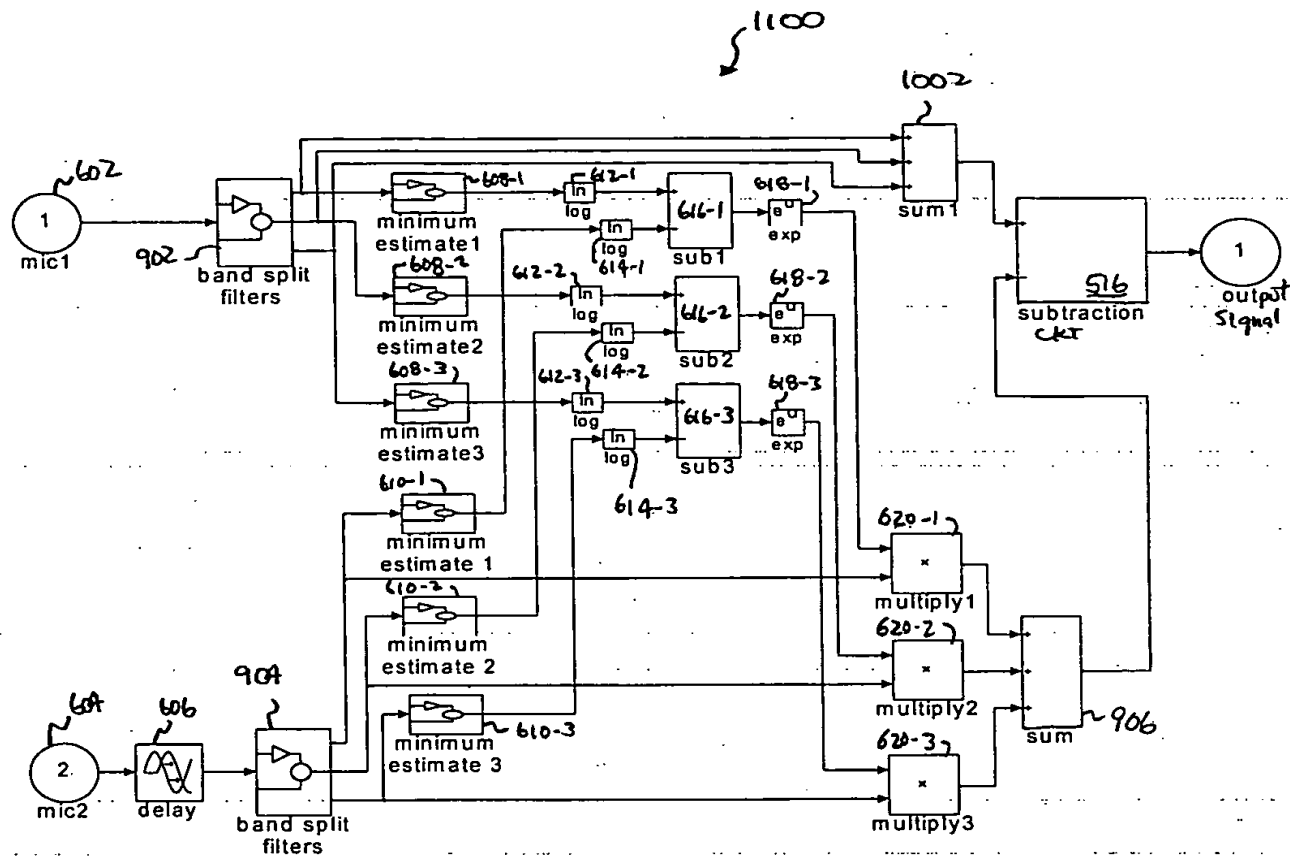 1100
1002
602
1
mic1
902
band split
filters
608-1
minimum
estimate1
608-2
minimum
estimate2
608-3
minimum
estimate3
612-1
ln
log
ln
log
614-1
616-1
sub1
618-1
e^u
exp
612-2
ln
log
ln
log
614-2
616-2
sub2
618-2
e^u
exp
612-3
ln
log
ln
log
614-3
616-3
sub3
618-3
e^u
exp
sum1
516
subtraction
CKT
1
output
signal
610-1
minimum
estimate 1
610-2
minimum
estimate 2
610-3
minimum
estimate 3
604
2
mic2
606
delay
904
band split
filters
620-1
×
multiply1
620-2
×
multiply2
620-3
×
multiply3
sum
906